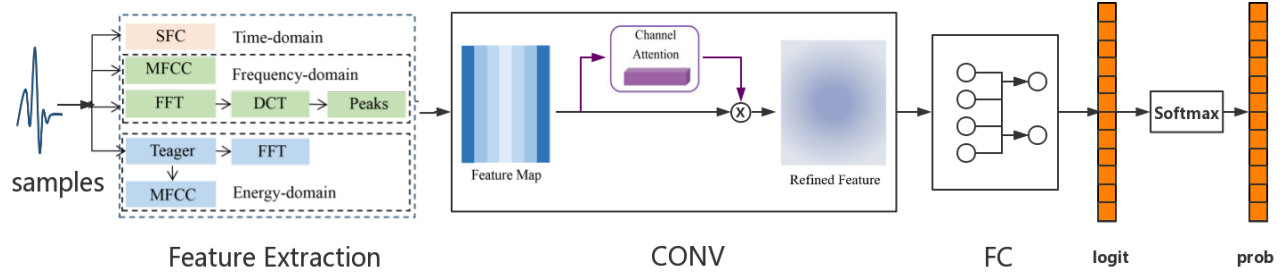 samples
SFC
Time-domain
MFCC
Frequency-domain
FFT
DCT
Peaks
Teager
FFT
MFCC
Energy-domain
Feature Extraction
Feature Map
Channel
Attention
X
Refined Feature
CONV
FC
logit
Softmax
prob